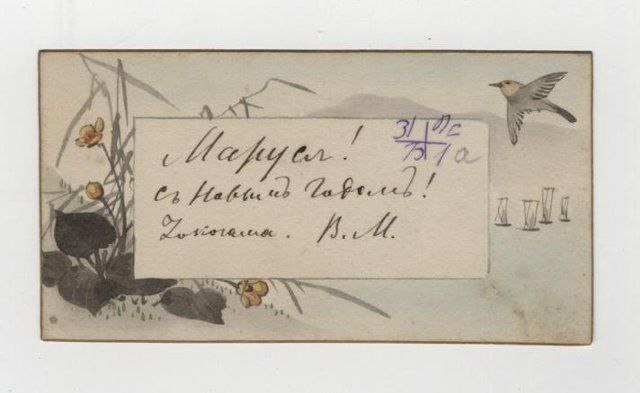 Маруся!
съ Новымъ Годомъ!
Іокогама. В. М.